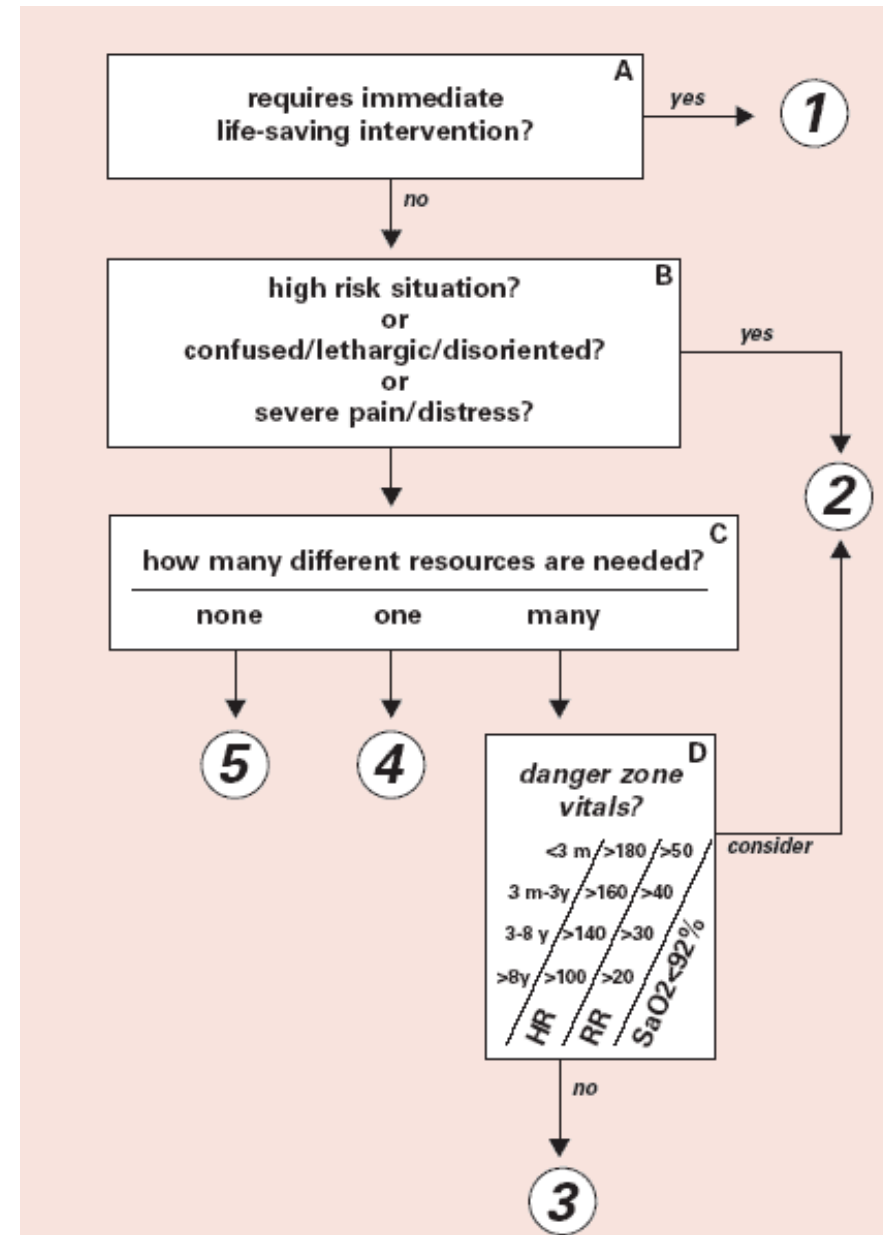 A
requires immediate
life-saving intervention?
yes
1
no
B
high risk situation?
or
confused/lethargic/disoriented?
or
severe pain/distress?
yes
2
C
how many different resources are needed?
none one many
5 4
D
danger zone
vitals?
<3 m >180 >50
3 m-3y >160 >40
3-8 y >140 >30
>8y >100 >20
HR RR SaO2<92%
consider
no
3